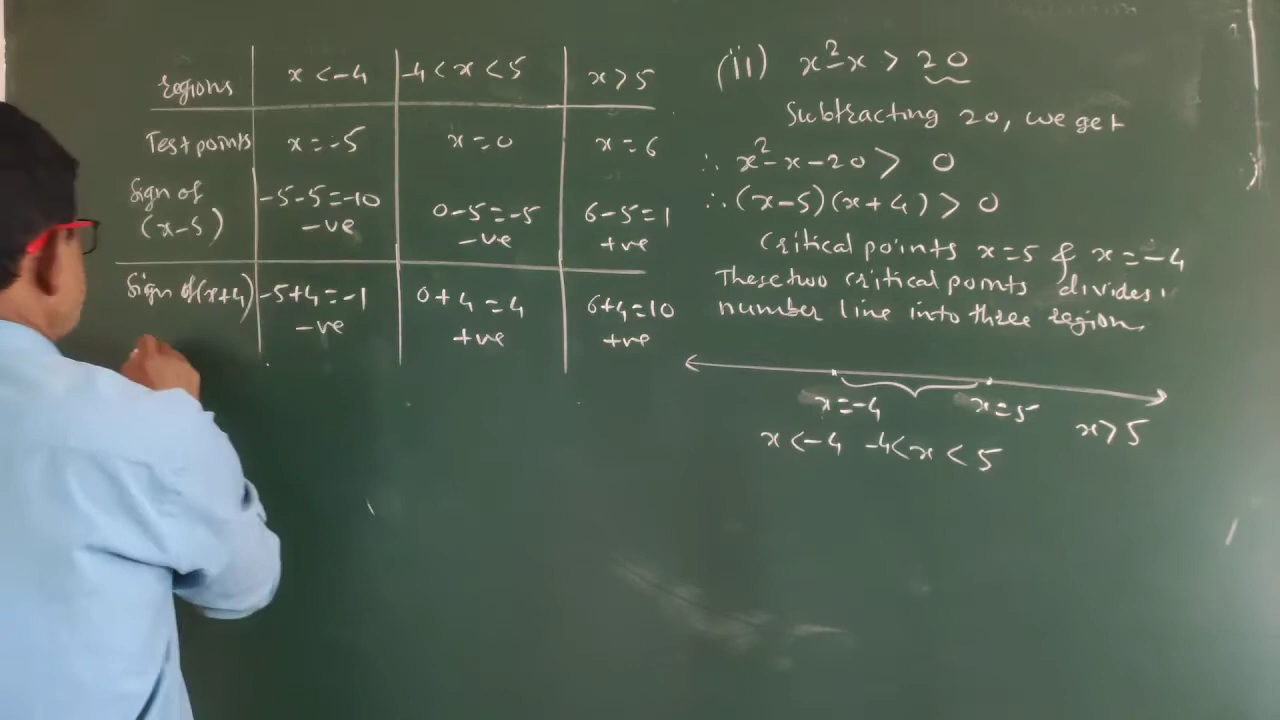 regions x < -4 -4 < x < 5 x > 5
Test points x = -5 x = 0 x = 6
Sign of (x-5) -5-5=-10 -ve 0-5=-5 -ve 6-5=1 +ve
Sign of (x+4) -5+4=-1 -ve 0+4=4 +ve 6+4=10 +ve
(ii) x²-x > 20
Subtracting 20, we get
∴ x²-x-20 > 0
∴ (x-5)(x+4) > 0
Critical points x=5 & x=-4
These two critical points divides
number line into three region.
x=-4 x=5
x<-4 -4<x<5 x>5